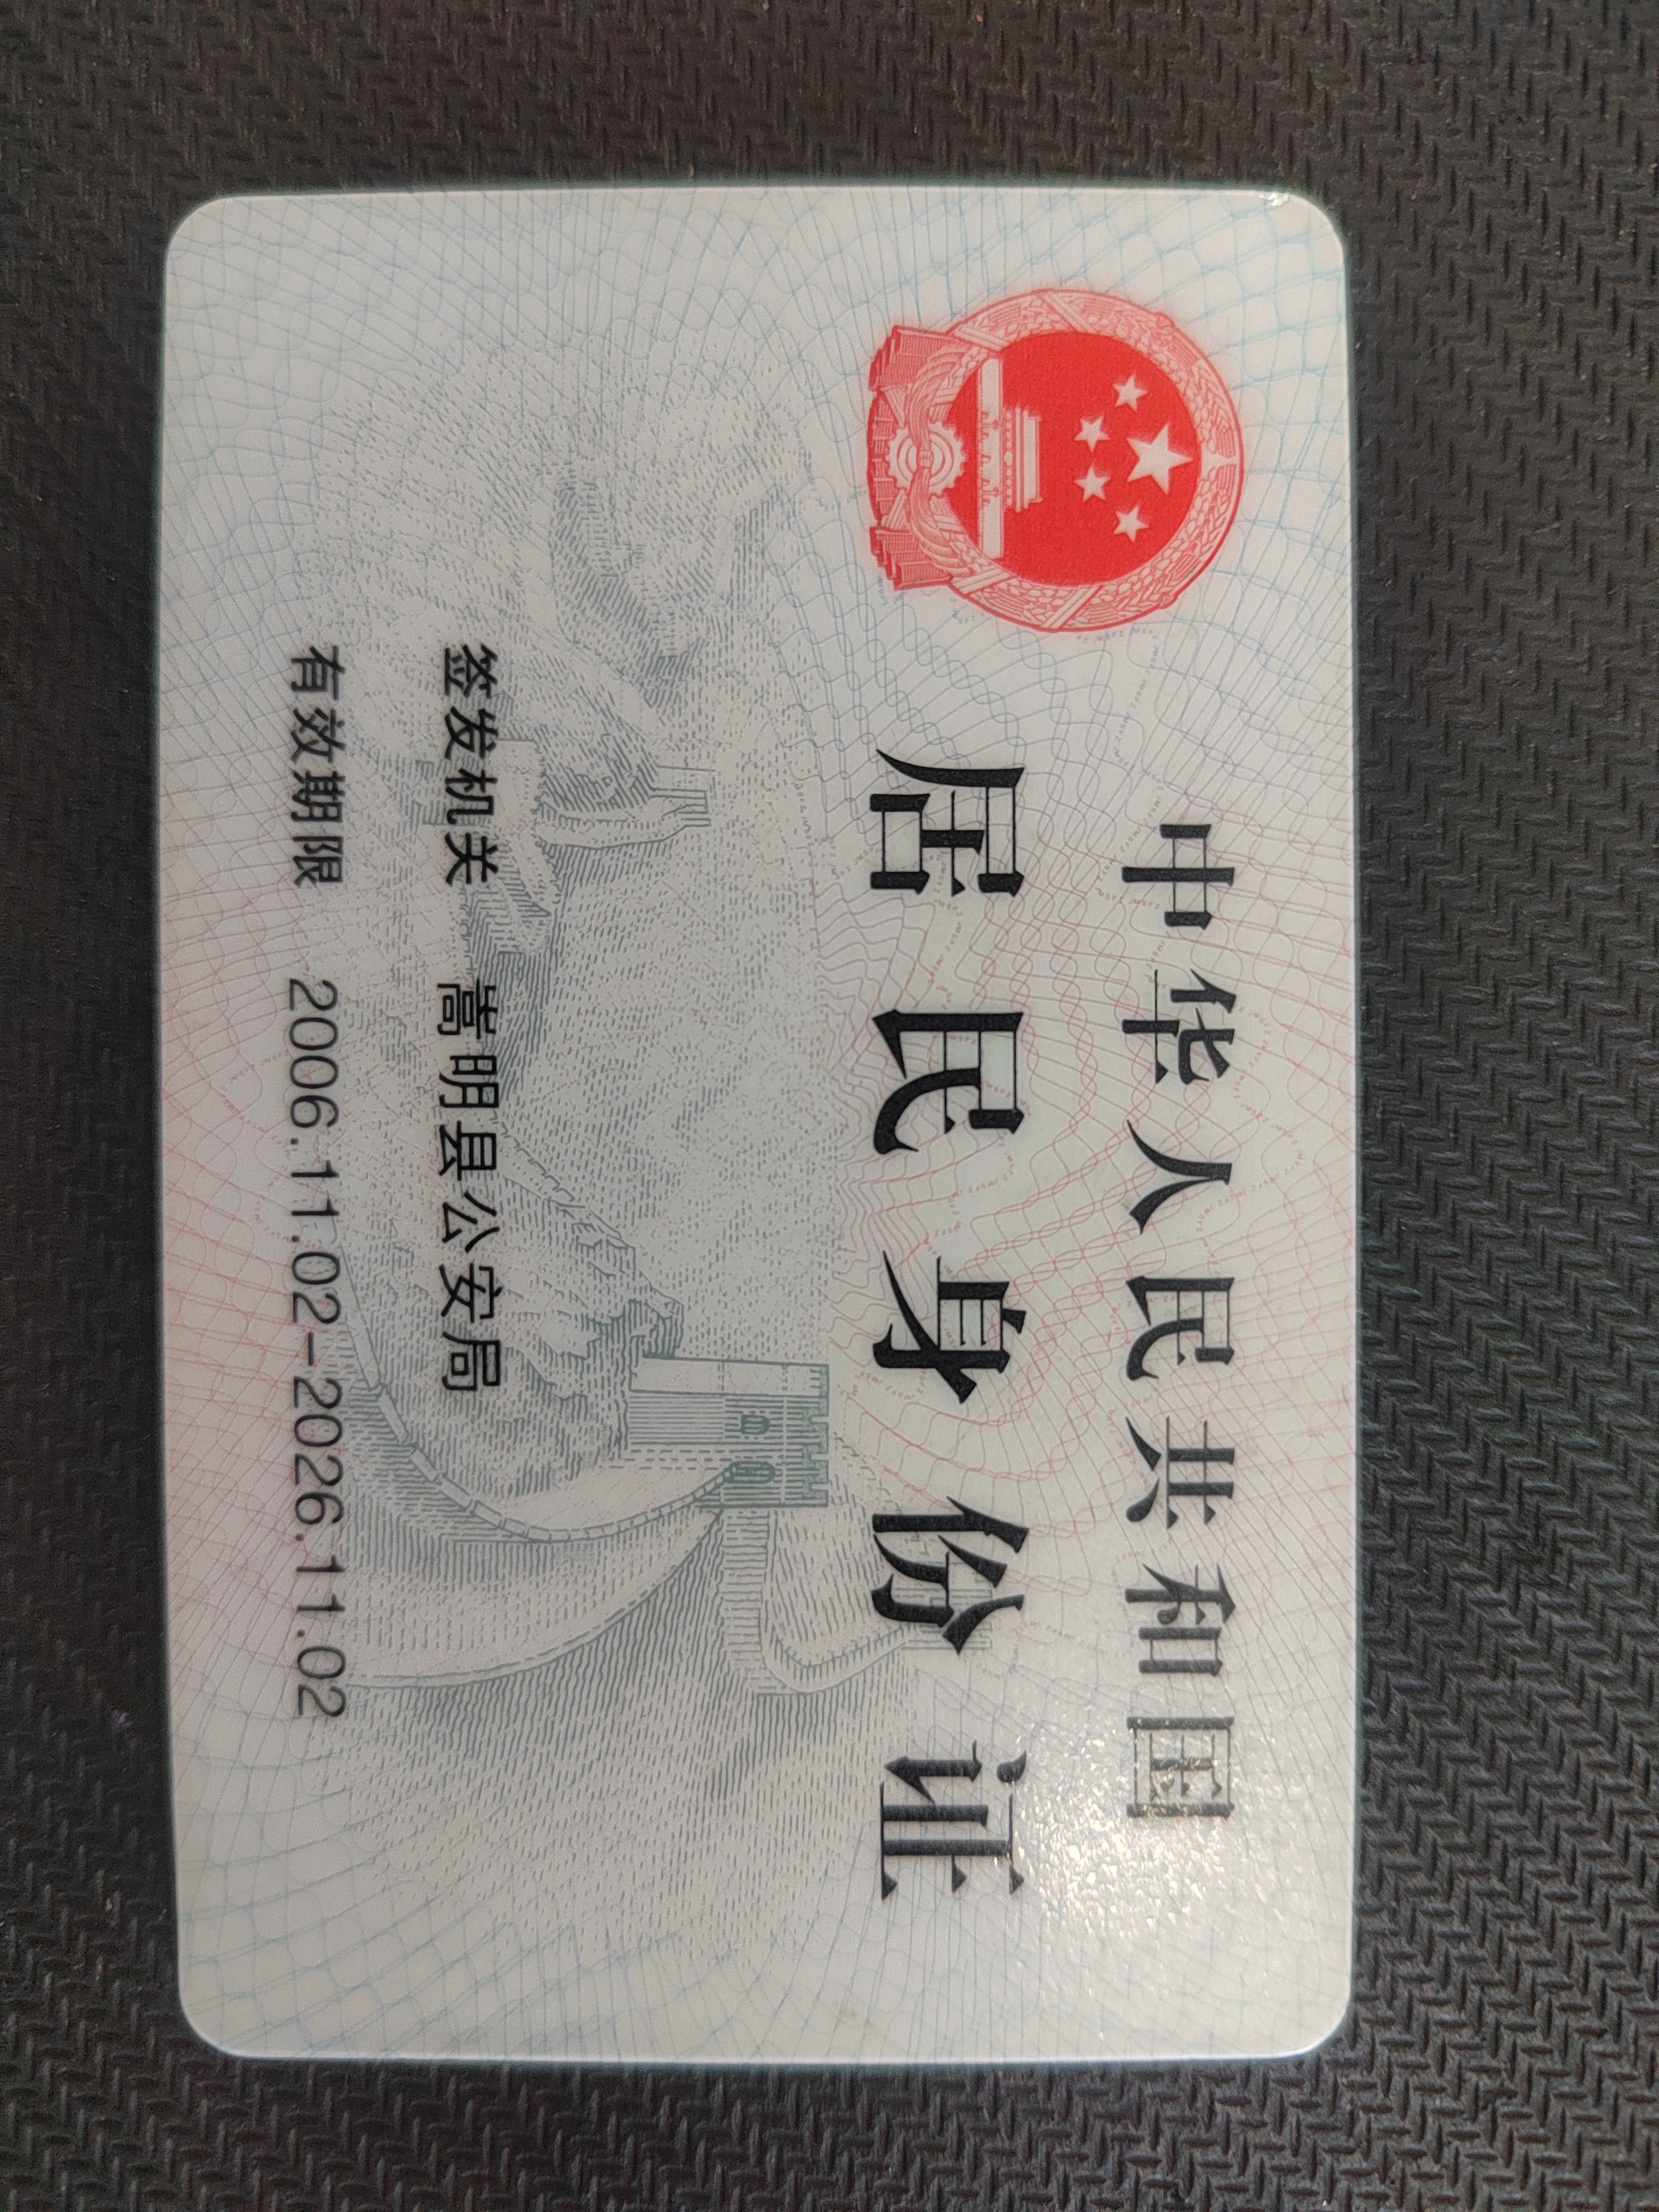 中华人民共和国
居民身份证
签发机关 嵩明县公安局
有效期限 2006.11.02-2026.11.02